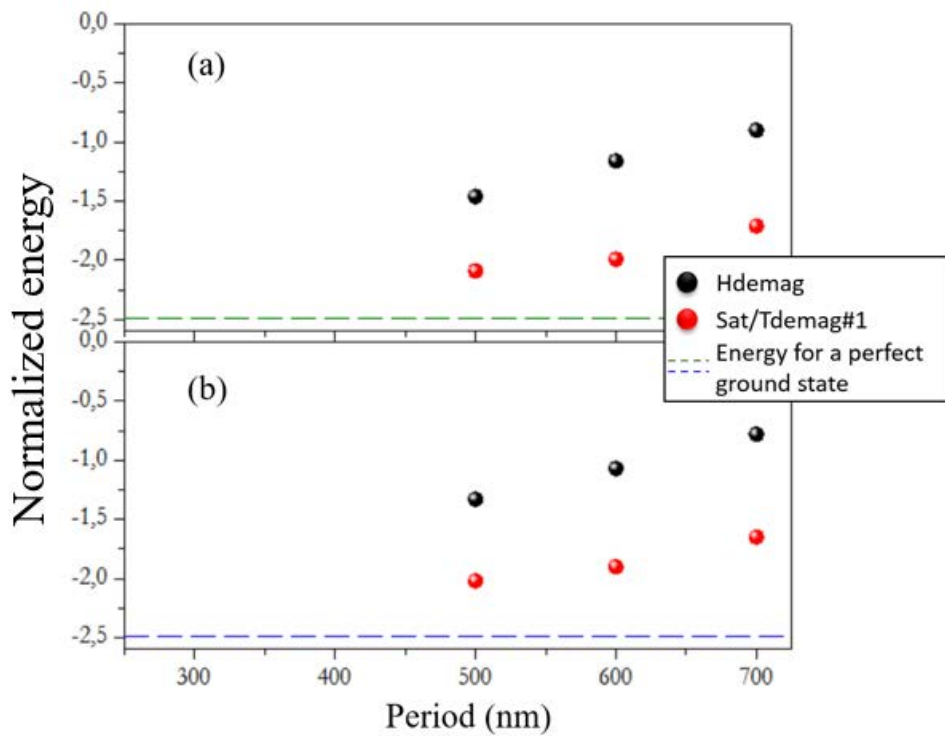 0,0
(a)
-0,5
-1,0
-1,5
-2,0
-2,5
Normalized energy
Hdemag
Sat/Tdemag#1
Energy for a perfect
ground state
0,0
(b)
-0,5
-1,0
-1,5
-2,0
-2,5
300 400 500 600 700
Period (nm)